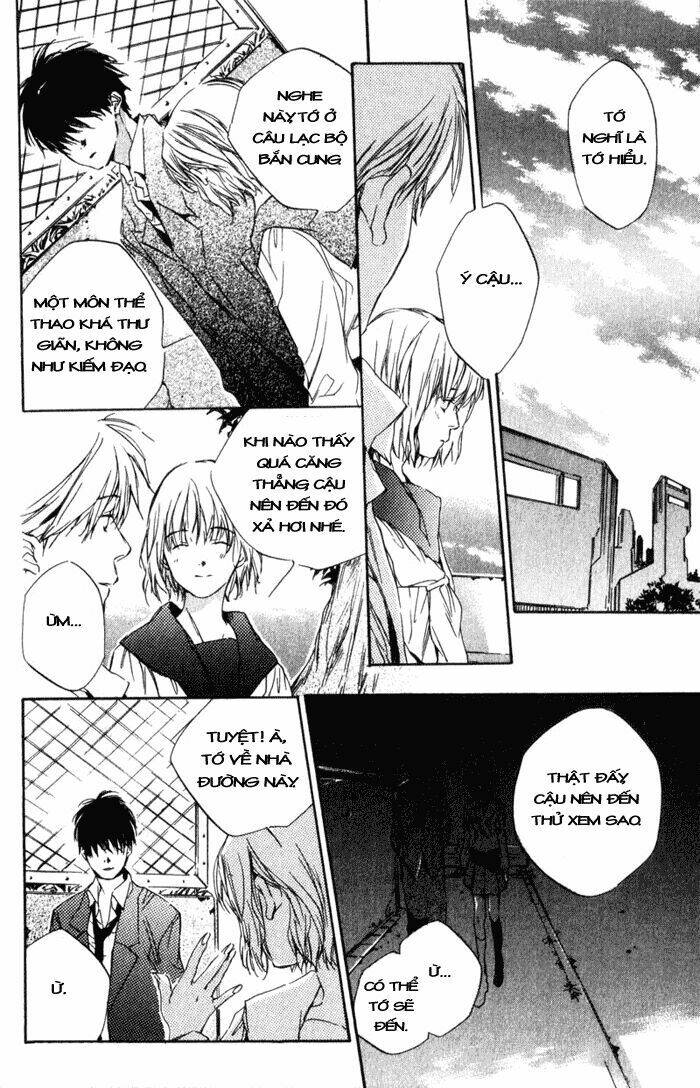 TỚ
NGHĨ LÀ
TỚ HIỂU.
Ý CẬU...
NGHE
NÀY,TỚ Ở
CÂU LẠC BỘ
BẮN CUNG
MỘT MÔN THỂ
THAO KHÁ THƯ
GIÃN, KHÔNG
NHƯ KIẾM ĐẠO.
KHI NÀO THẤY
QUÁ CĂNG
THẲNG CẬU
NÊN ĐẾN ĐÓ
XẢ HƠI NHÉ.
ỪM...
THẬT ĐẤY.
CẬU NÊN ĐẾN
THỬ XEM SAO.
Ừ...
CÓ THỂ
TỚ SẼ
ĐẾN.
TUYỆT! À,
TỚ VỀ NHÀ
ĐƯỜNG NÀY.
Ừ.